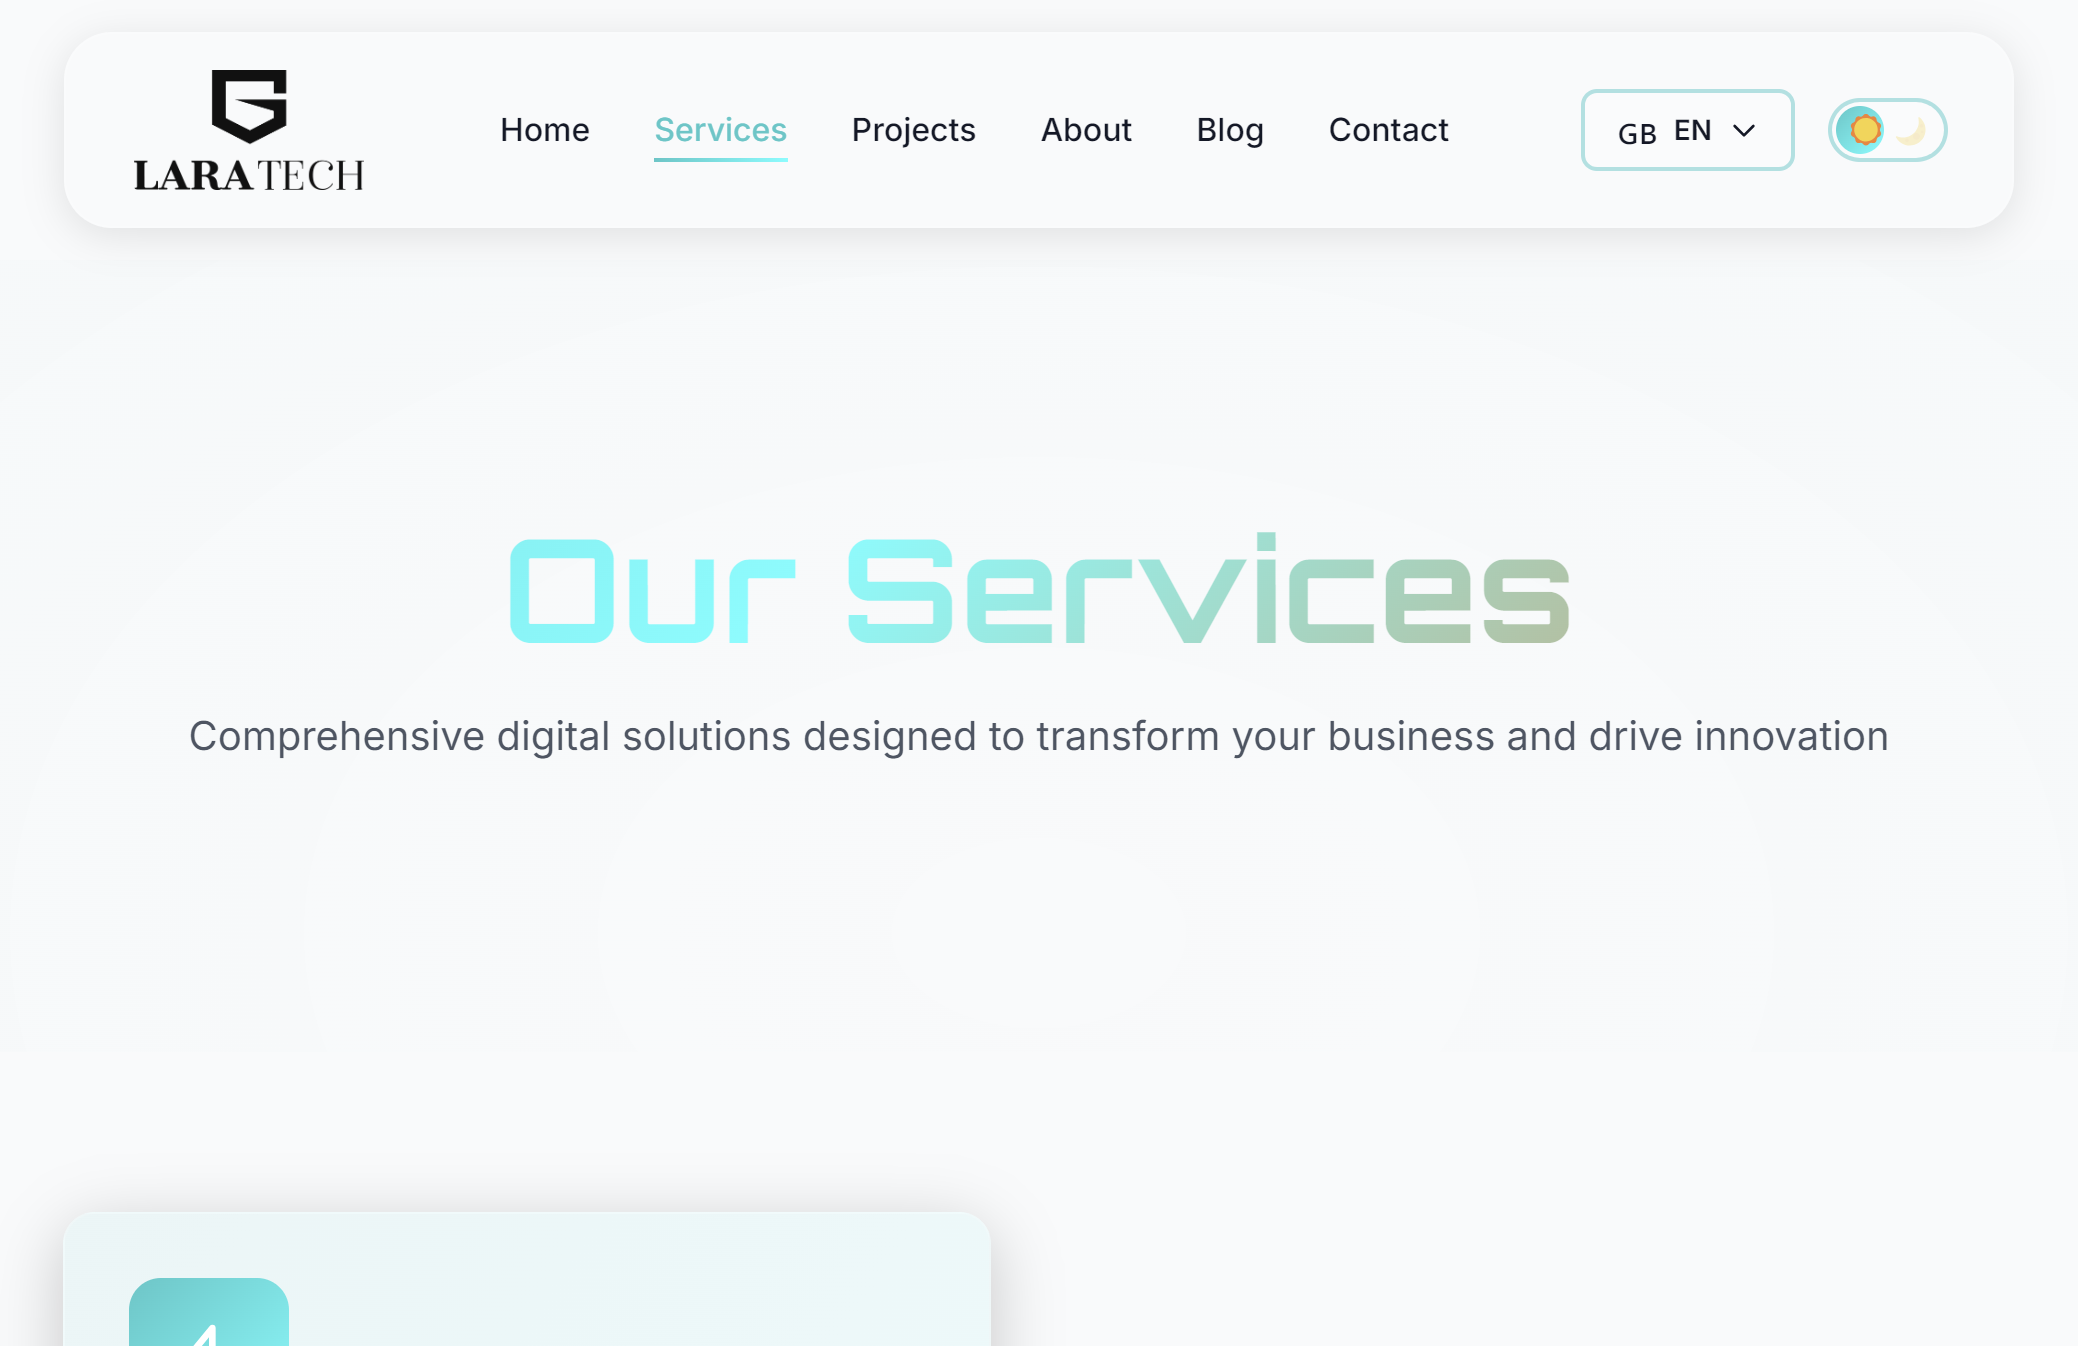 LARATECH
Home Services Projects About Blog Contact GB EN
Our Services
Comprehensive digital solutions designed to transform your business and drive innovation